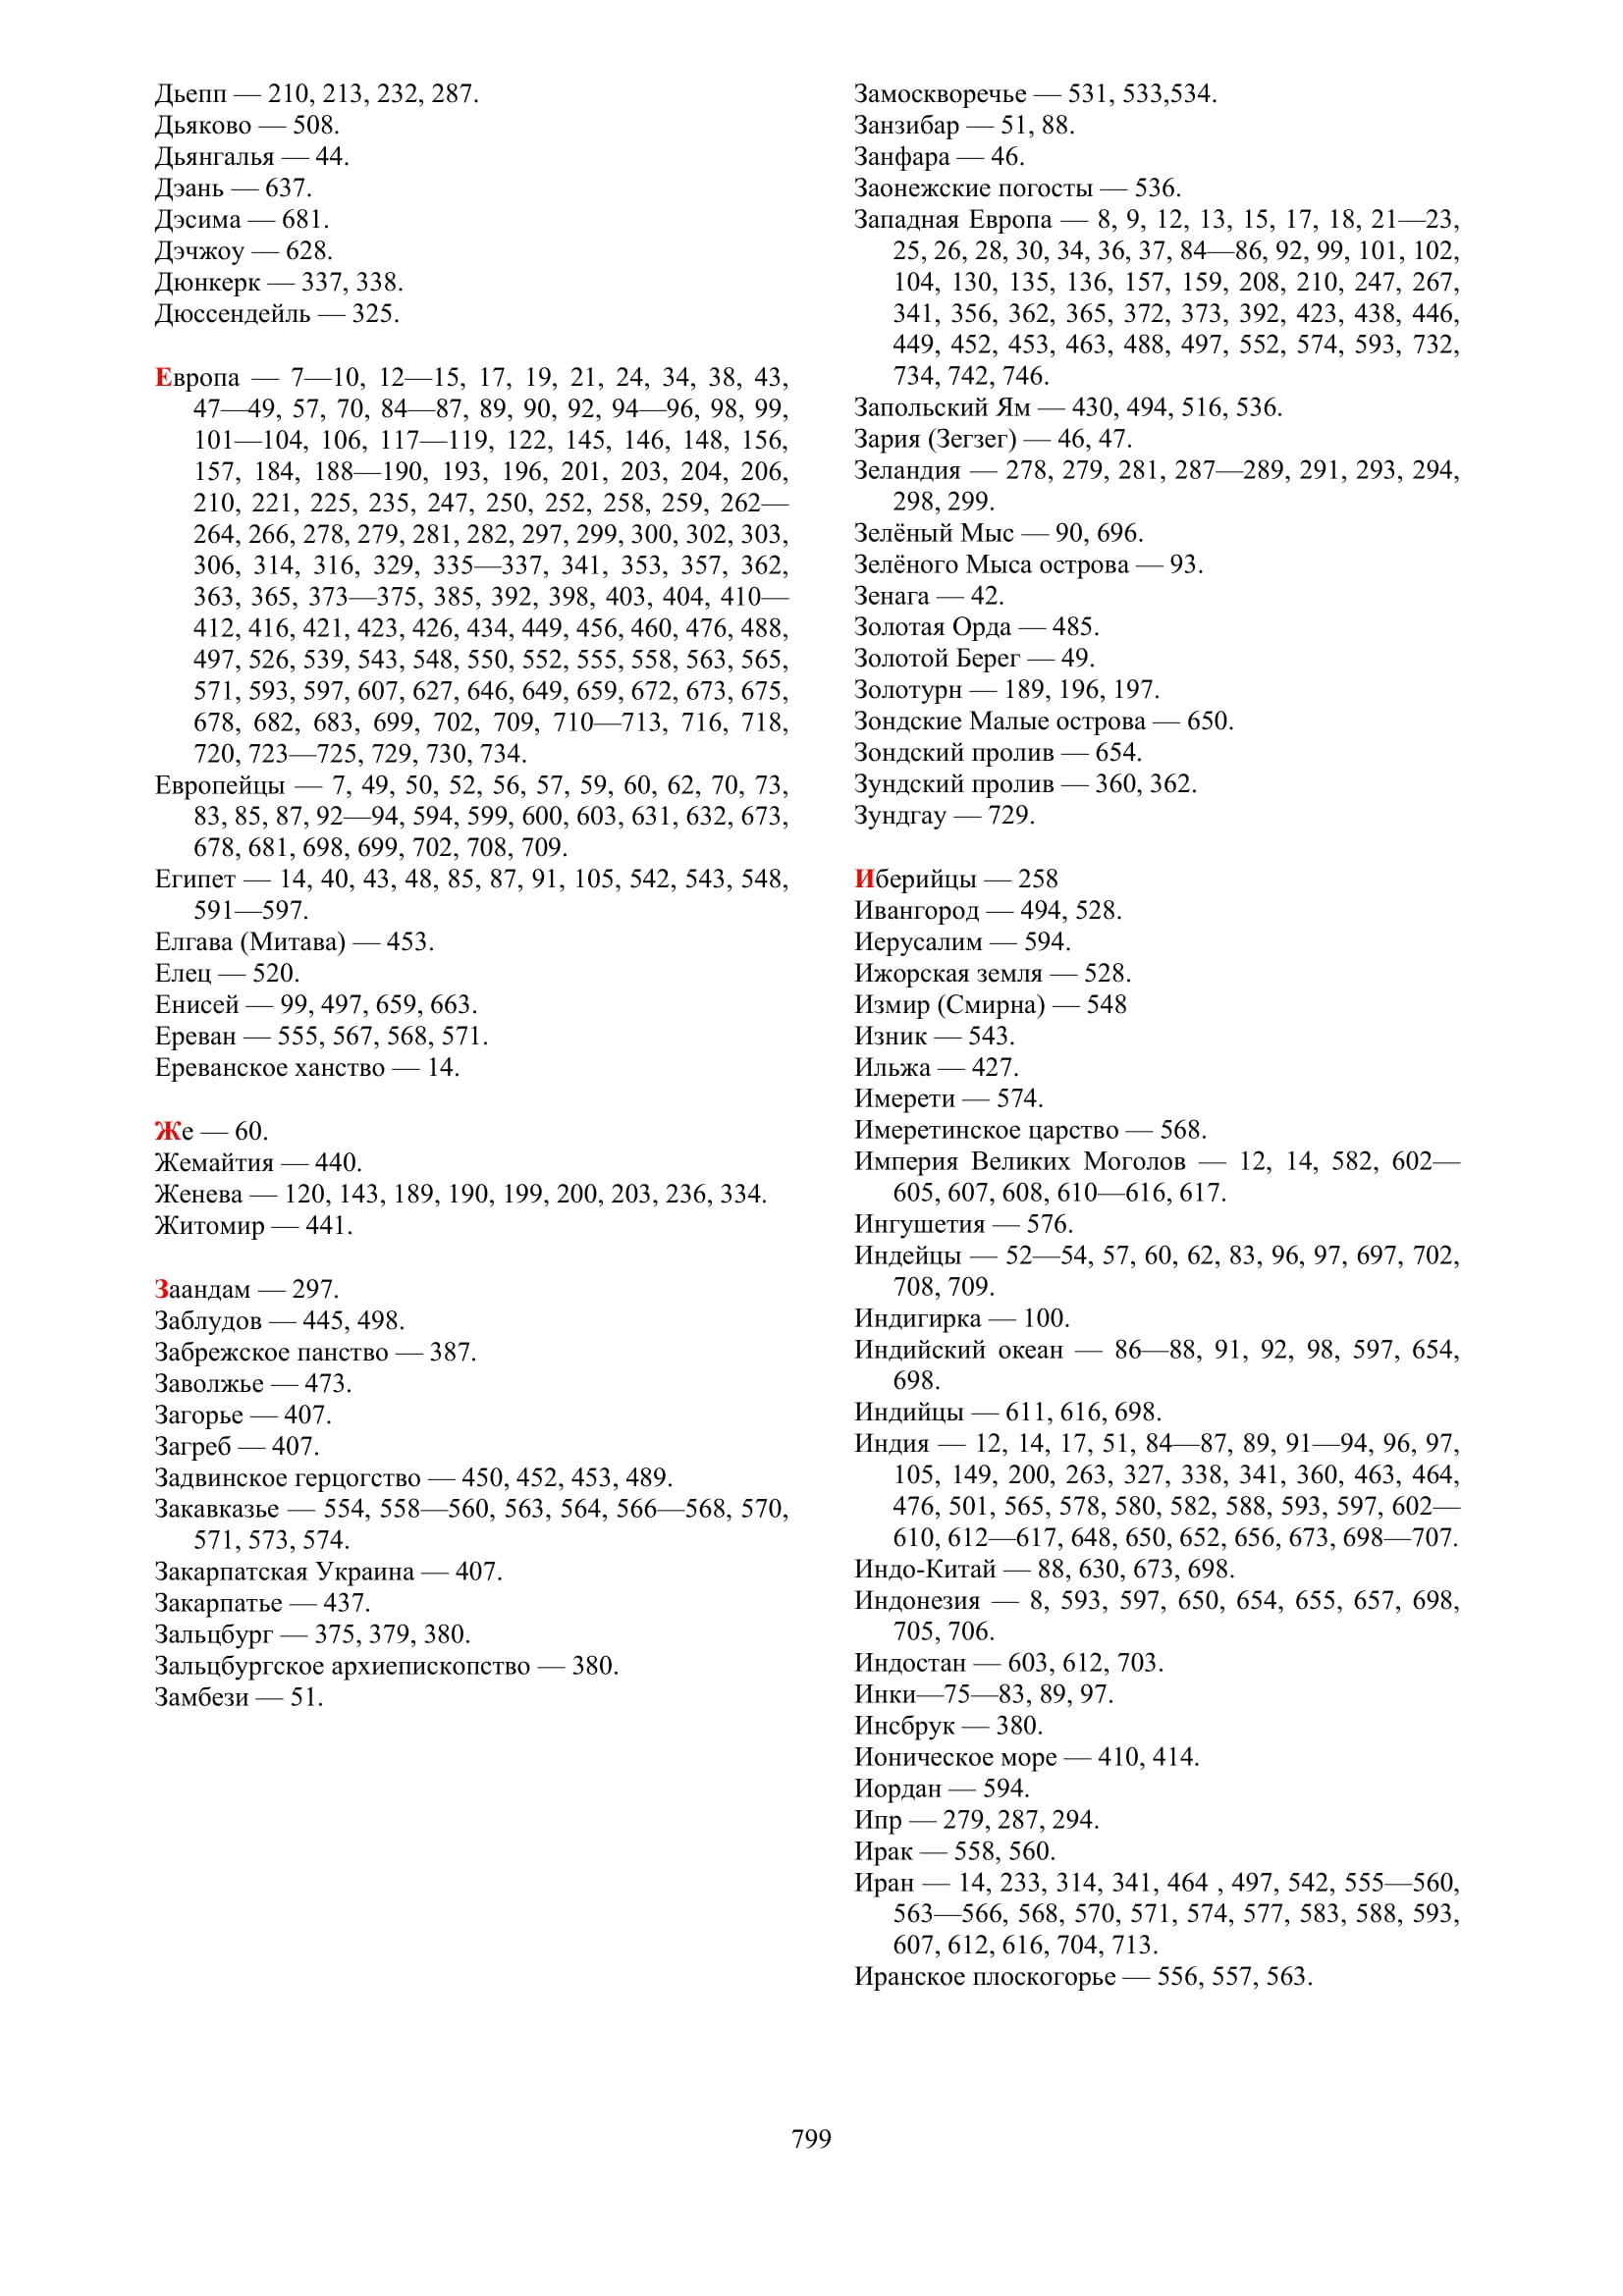 Дьепп — 210, 213, 232, 287.
Дьяково — 508.
Дьянгалья — 44.
Дэань — 637.
Дэсима — 681.
Дэчжоу — 628.
Дюнкерк — 337, 338.
Дюссендейль — 325.
Европа — 7—10, 12—15, 17, 19, 21, 24, 34, 38, 43,
47—49, 57, 70, 84—87, 89, 90, 92, 94—96, 98, 99,
101—104, 106, 117—119, 122, 145, 146, 148, 156,
157, 184, 188—190, 193, 196, 201, 203, 204, 206,
210, 221, 225, 235, 247, 250, 252, 258, 259, 262—
264, 266, 278, 279, 281, 282, 297, 299, 300, 302, 303,
306, 314, 316, 329, 335—337, 341, 353, 357, 362,
363, 365, 373—375, 385, 392, 398, 403, 404, 410—
412, 416, 421, 423, 426, 434, 449, 456, 460, 476, 488,
497, 526, 539, 543, 548, 550, 552, 555, 558, 563, 565,
571, 593, 597, 607, 627, 646, 649, 659, 672, 673, 675,
678, 682, 683, 699, 702, 709, 710—713, 716, 718,
720, 723—725, 729, 730, 734.
Европейцы — 7, 49, 50, 52, 56, 57, 59, 60, 62, 70, 73,
83, 85, 87, 92—94, 594, 599, 600, 603, 631, 632, 673,
678, 681, 698, 699, 702, 708, 709.
Египет — 14, 40, 43, 48, 85, 87, 91, 105, 542, 543, 548,
591—597.
Елгава (Митава) — 453.
Елец — 520.
Енисей — 99, 497, 659, 663.
Ереван — 555, 567, 568, 571.
Ереванское ханство — 14.
Же — 60.
Жемайтия — 440.
Женева — 120, 143, 189, 190, 199, 200, 203, 236, 334.
Житомир — 441.
Заандам — 297.
Заблудов — 445, 498.
Забрежское панство — 387.
Заволжье — 473.
Загорье — 407.
Загреб — 407.
Задвинское герцогство — 450, 452, 453, 489.
Закавказье — 554, 558—560, 563, 564, 566—568, 570,
571, 573, 574.
Закарпатская Украина — 407.
Закарпатье — 437.
Зальцбург — 375, 379, 380.
Зальцбургское архиепископство — 380.
Замбези — 51.
Замоскворечье — 531, 533,534.
Занзибар — 51, 88.
Занфара — 46.
Заонежские погосты — 536.
Западная Европа — 8, 9, 12, 13, 15, 17, 18, 21—23,
25, 26, 28, 30, 34, 36, 37, 84—86, 92, 99, 101, 102,
104, 130, 135, 136, 157, 159, 208, 210, 247, 267,
341, 356, 362, 365, 372, 373, 392, 423, 438, 446,
449, 452, 453, 463, 488, 497, 552, 574, 593, 732,
734, 742, 746.
Запольский Ям — 430, 494, 516, 536.
Зария (Зегзег) — 46, 47.
Зеландия — 278, 279, 281, 287—289, 291, 293, 294,
298, 299.
Зелёный Мыс — 90, 696.
Зелёного Мыса острова — 93.
Зенага — 42.
Золотая Орда — 485.
Золотой Берег — 49.
Золотурн — 189, 196, 197.
Зондские Малые острова — 650.
Зондский пролив — 654.
Зундский пролив — 360, 362.
Зундгау — 729.
Иберийцы — 258
Ивангород — 494, 528.
Иерусалим — 594.
Ижорская земля — 528.
Измир (Смирна) — 548
Изник — 543.
Ильжа — 427.
Имерети — 574.
Имеретинское царство — 568.
Империя Великих Моголов — 12, 14, 582, 602—
605, 607, 608, 610—616, 617.
Ингушетия — 576.
Индейцы — 52—54, 57, 60, 62, 83, 96, 97, 697, 702,
708, 709.
Индигирка — 100.
Индийский океан — 86—88, 91, 92, 98, 597, 654,
698.
Индийцы — 611, 616, 698.
Индия — 12, 14, 17, 51, 84—87, 89, 91—94, 96, 97,
105, 149, 200, 263, 327, 338, 341, 360, 463, 464,
476, 501, 565, 578, 580, 582, 588, 593, 597, 602—
610, 612—617, 648, 650, 652, 656, 673, 698—707.
Индо-Китай — 88, 630, 673, 698.
Индонезия — 8, 593, 597, 650, 654, 655, 657, 698,
705, 706.
Индостан — 603, 612, 703.
Инки—75—83, 89, 97.
Инсбрук — 380.
Ионическое море — 410, 414.
Иордан — 594.
Ипр — 279, 287, 294.
Ирак — 558, 560.
Иран — 14, 233, 314, 341, 464 , 497, 542, 555—560,
563—566, 568, 570, 571, 574, 577, 583, 588, 593,
607, 612, 616, 704, 713.
Иранское плоскогорье — 556, 557, 563.
799